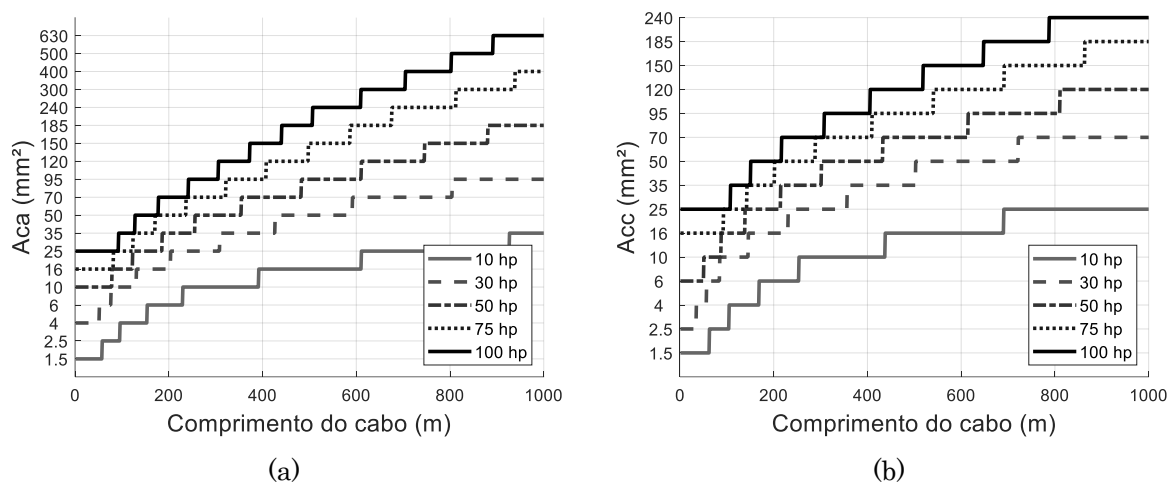 630
500
400
300
240
185
150
120
95
70
50
35
25
16
10
6
4
2.5
1.5
Aca (mm²)
0 200 400 600 800 1000
Comprimento do cabo (m)
10 hp
30 hp
50 hp
75 hp
100 hp
(a)
240
185
150
120
95
70
50
35
25
16
10
6
4
2.5
1.5
Acc (mm²)
0 200 400 600 800 1000
Comprimento do cabo (m)
10 hp
30 hp
50 hp
75 hp
100 hp
(b)